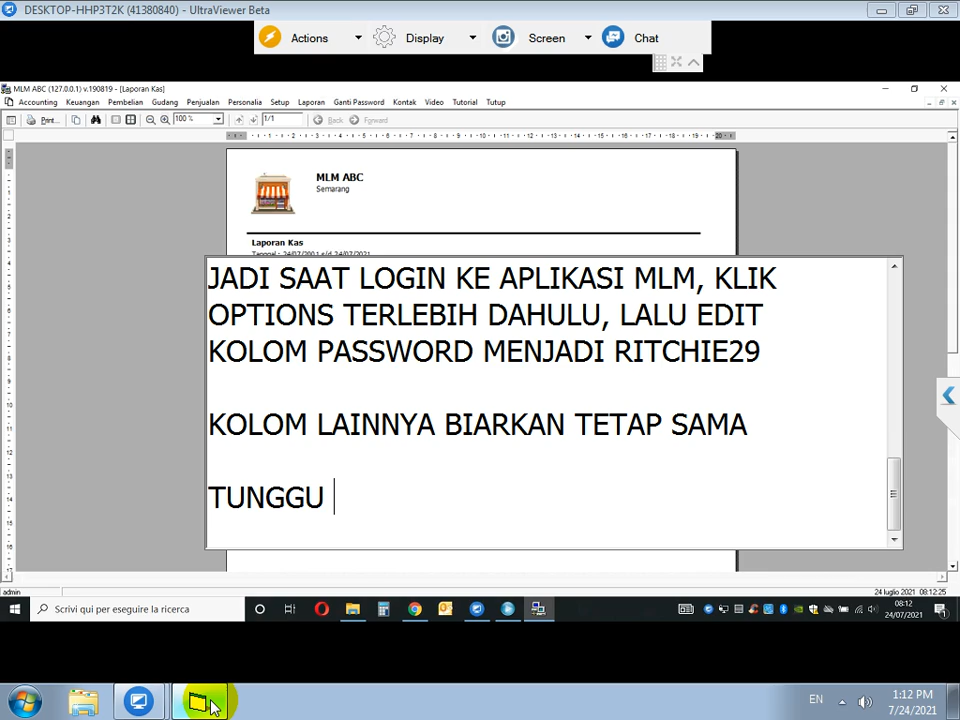 DESKTOP-HHP3T2K (41380840) - UltraViewer Beta
Actions Display Screen Chat
MLM ABC (127.0.0.1) v.190819 - [Laporan Kas]
Accounting Keuangan Pembelian Gudang Penjualan Personalia Setup Laporan Ganti Password Kontak Video Tutorial Tutup
Print... 100 % 1/1 Back Forward
MLM ABC
Semarang
Laporan Kas
JADI SAAT LOGIN KE APLIKASI MLM, KLIK
OPTIONS TERLEBIH DAHULU, LALU EDIT
KOLOM PASSWORD MENJADI RITCHIE29
KOLOM LAINNYA BIARKAN TETAP SAMA
TUNGGU
admin
24 luglio 2021 08:12:25
Scrivi qui per eseguire la ricerca
08:12
24/07/2021
EN
1:12 PM
7/24/2021